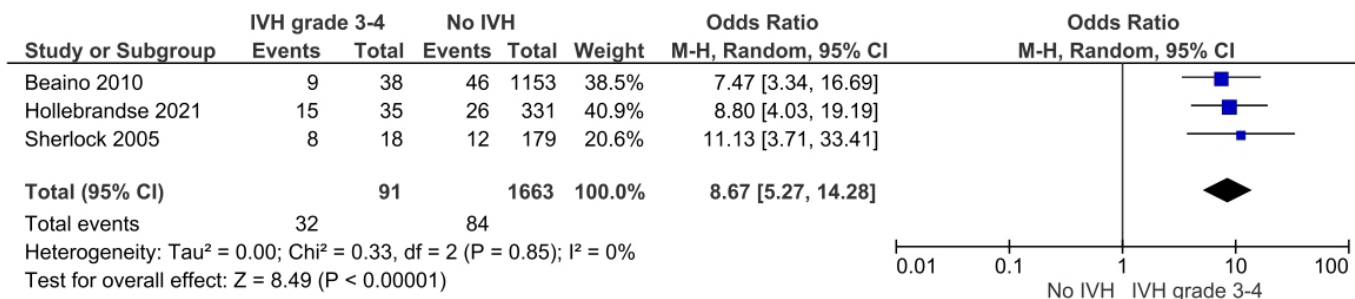 IVH grade 3-4 No IVH Odds Ratio Odds Ratio
Study or Subgroup Events Total Events Total Weight M-H, Random, 95% CI M-H, Random, 95% CI
Beaino 2010 9 38 46 1153 38.5% 7.47 [3.34, 16.69]
Hollebrandse 2021 15 35 26 331 40.9% 8.80 [4.03, 19.19]
Sherlock 2005 8 18 12 179 20.6% 11.13 [3.71, 33.41]
Total (95% CI) 91 1663 100.0% 8.67 [5.27, 14.28]
Total events 32 84
Heterogeneity: Tau² = 0.00; Chi² = 0.33, df = 2 (P = 0.85); I² = 0%
Test for overall effect: Z = 8.49 (P < 0.00001)
0.01 0.1 1 10 100
No IVH IVH grade 3-4